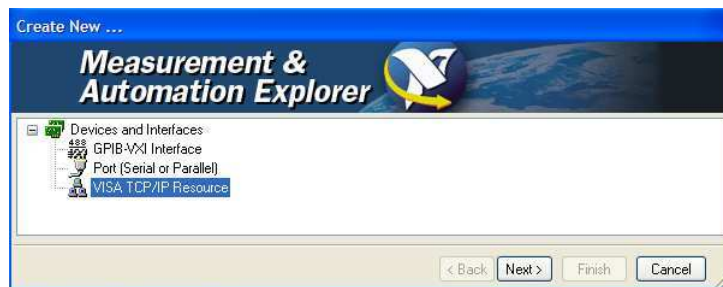 Create New ...
Measurement &
Automation Explorer
Devices and Interfaces
GPIB-VXI Interface
Port (Serial or Parallel)
VISA TCP/IP Resource
< Back Next > Finish Cancel